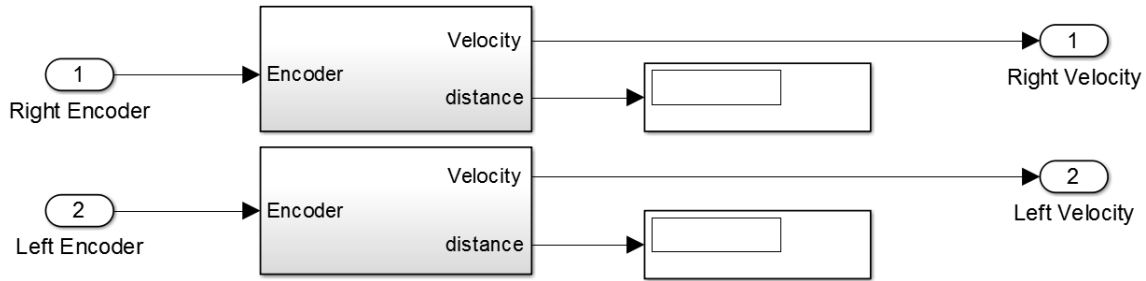 1
Right Encoder
Encoder
Velocity
distance
1
Right Velocity
2
Left Encoder
Encoder
Velocity
distance
2
Left Velocity